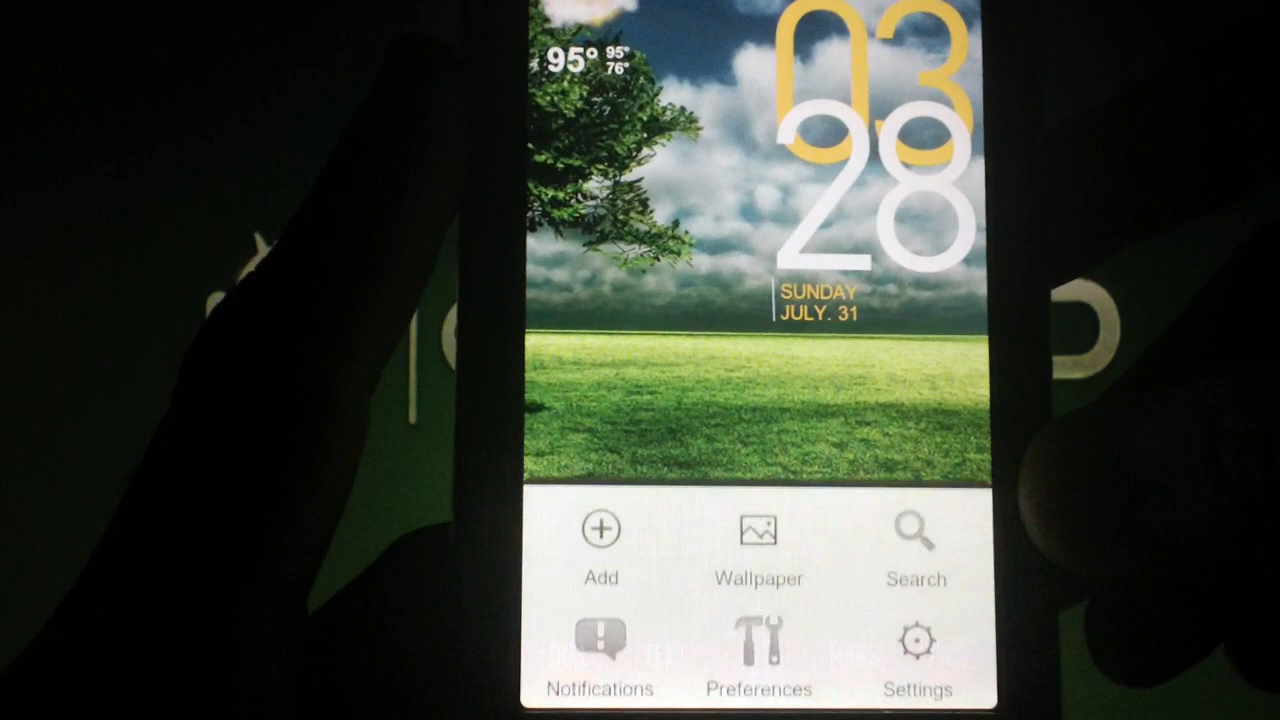 95° 95°
76°
03
28
SUNDAY
JULY. 31
Add Wallpaper Search
Notifications Preferences Settings